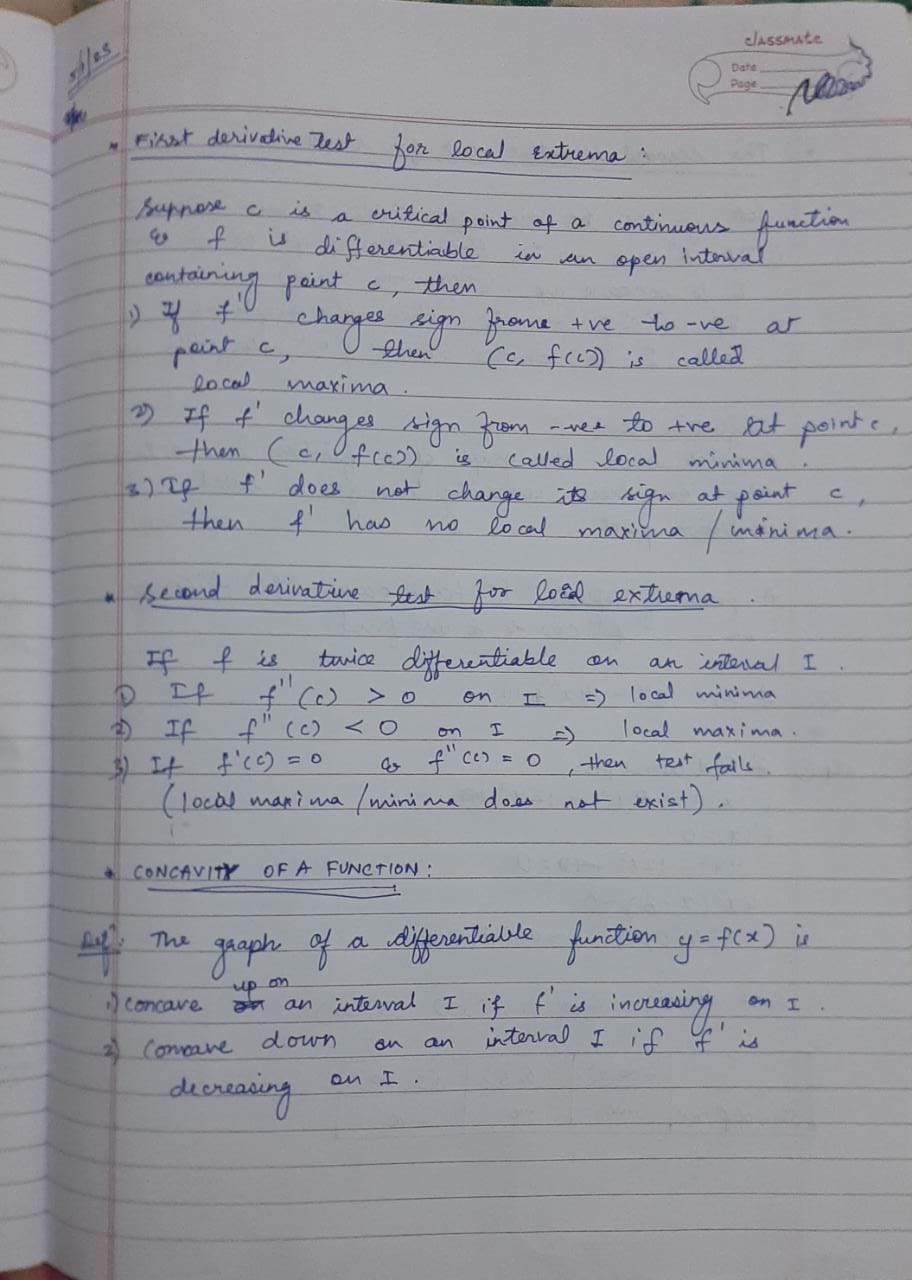 classmate
Date
Page
• First derivative Test for local Extrema :
Suppose c is a critical point of a continuous function
& f is differentiable in an open interval
containing point c, then
1) If f' changes sign frome +ve to -ve at
point c, then (c, f(c)) is called
local maxima .
2) If f' changes sign from -vee to +ve at point c,
then (c, f(c)) is called local minima .
3) If f' does not change its sign at point c,
then f' has no local maxima / minima .
• Second derivative test for local extrema .
If f is twice differentiable on an interval I .
1) If f''(c) > 0 on I => local minima
2) If f''(c) < 0 on I => local maxima .
3) If f'(c) = 0 & f''(c) = 0 , then test fails .
(local maxima / minima does not exist) .
• CONCAVITY OF A FUNCTION :
Defn: The graph of a differentiable function y = f(x) is
1) concave up on an interval I if f' is increasing on I .
2) Concave down on an interval I if f' is
decreasing on I .